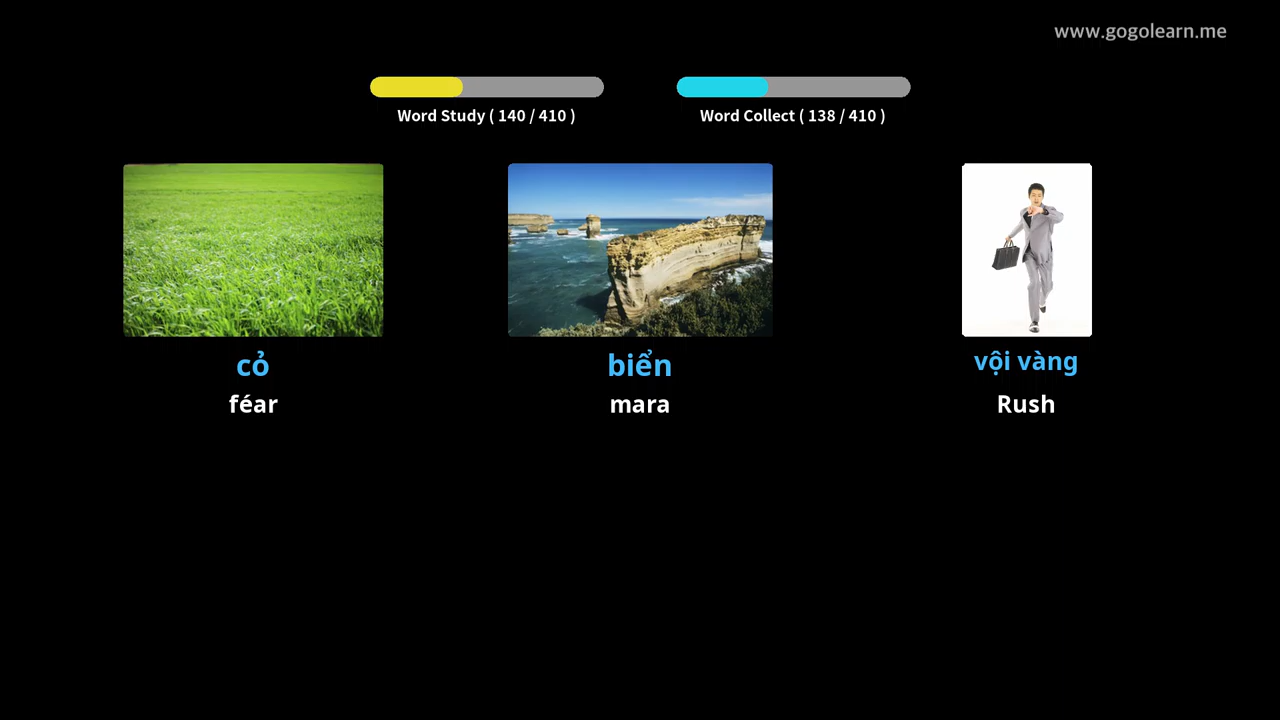 www.gogolearn.me
Word Study ( 140 / 410 )
Word Collect ( 138 / 410 )
cỏ
féar
biển
mara
vội vàng
Rush